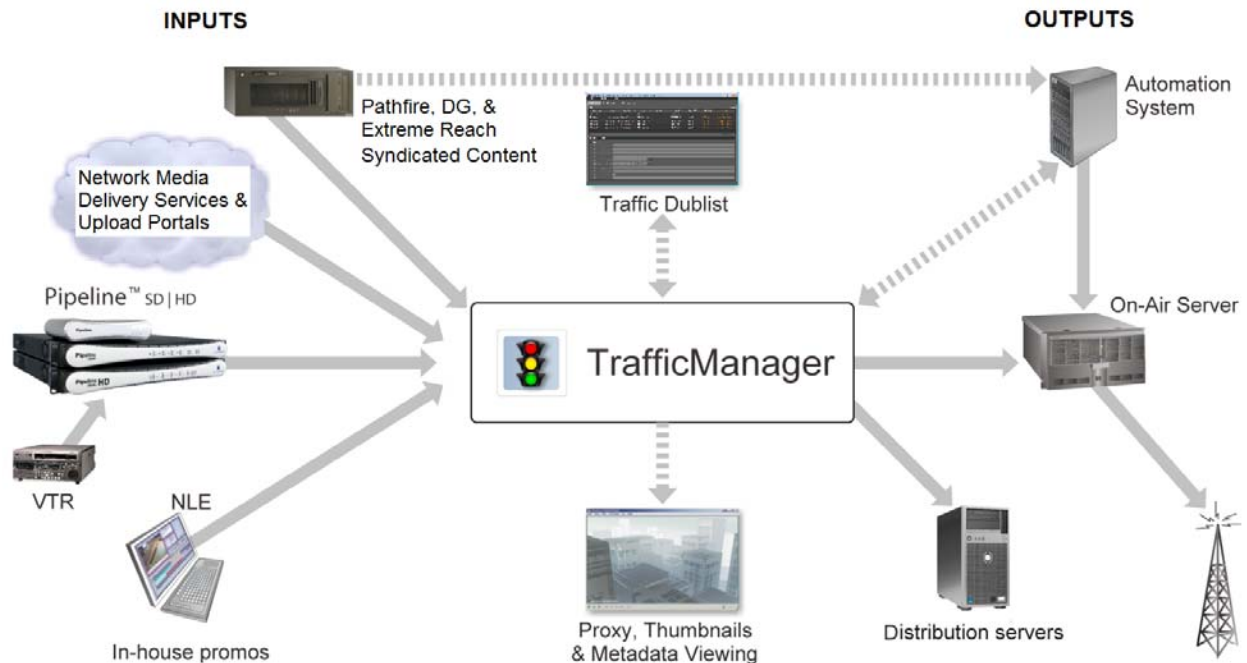 INPUTS
OUTPUTS
Pathfire, DG, &
Extreme Reach
Syndicated Content
Automation
System
Network Media
Delivery Services &
Upload Portals
Traffic Dublist
Pipeline™ SD|HD
On-Air Server
TrafficManager
VTR
NLE
In-house promos
Proxy, Thumbnails
& Metadata Viewing
Distribution servers